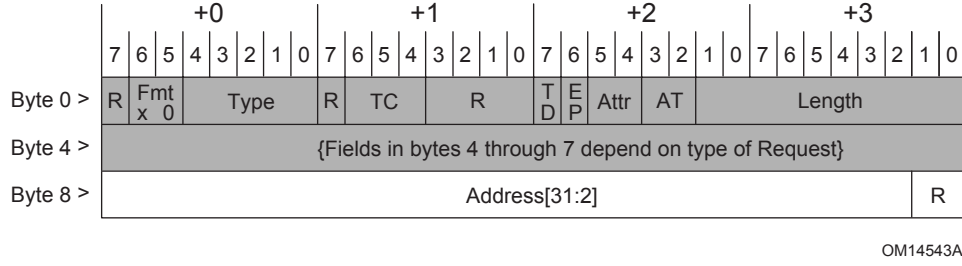 +0 +1 +2 +3
7 6 5 4 3 2 1 0 7 6 5 4 3 2 1 0 7 6 5 4 3 2 1 0 7 6 5 4 3 2 1 0
Byte 0 > R Fmt x 0 Type R TC R TD EP Attr AT Length
Byte 4 > {Fields in bytes 4 through 7 depend on type of Request}
Byte 8 > Address[31:2] R
OM14543A